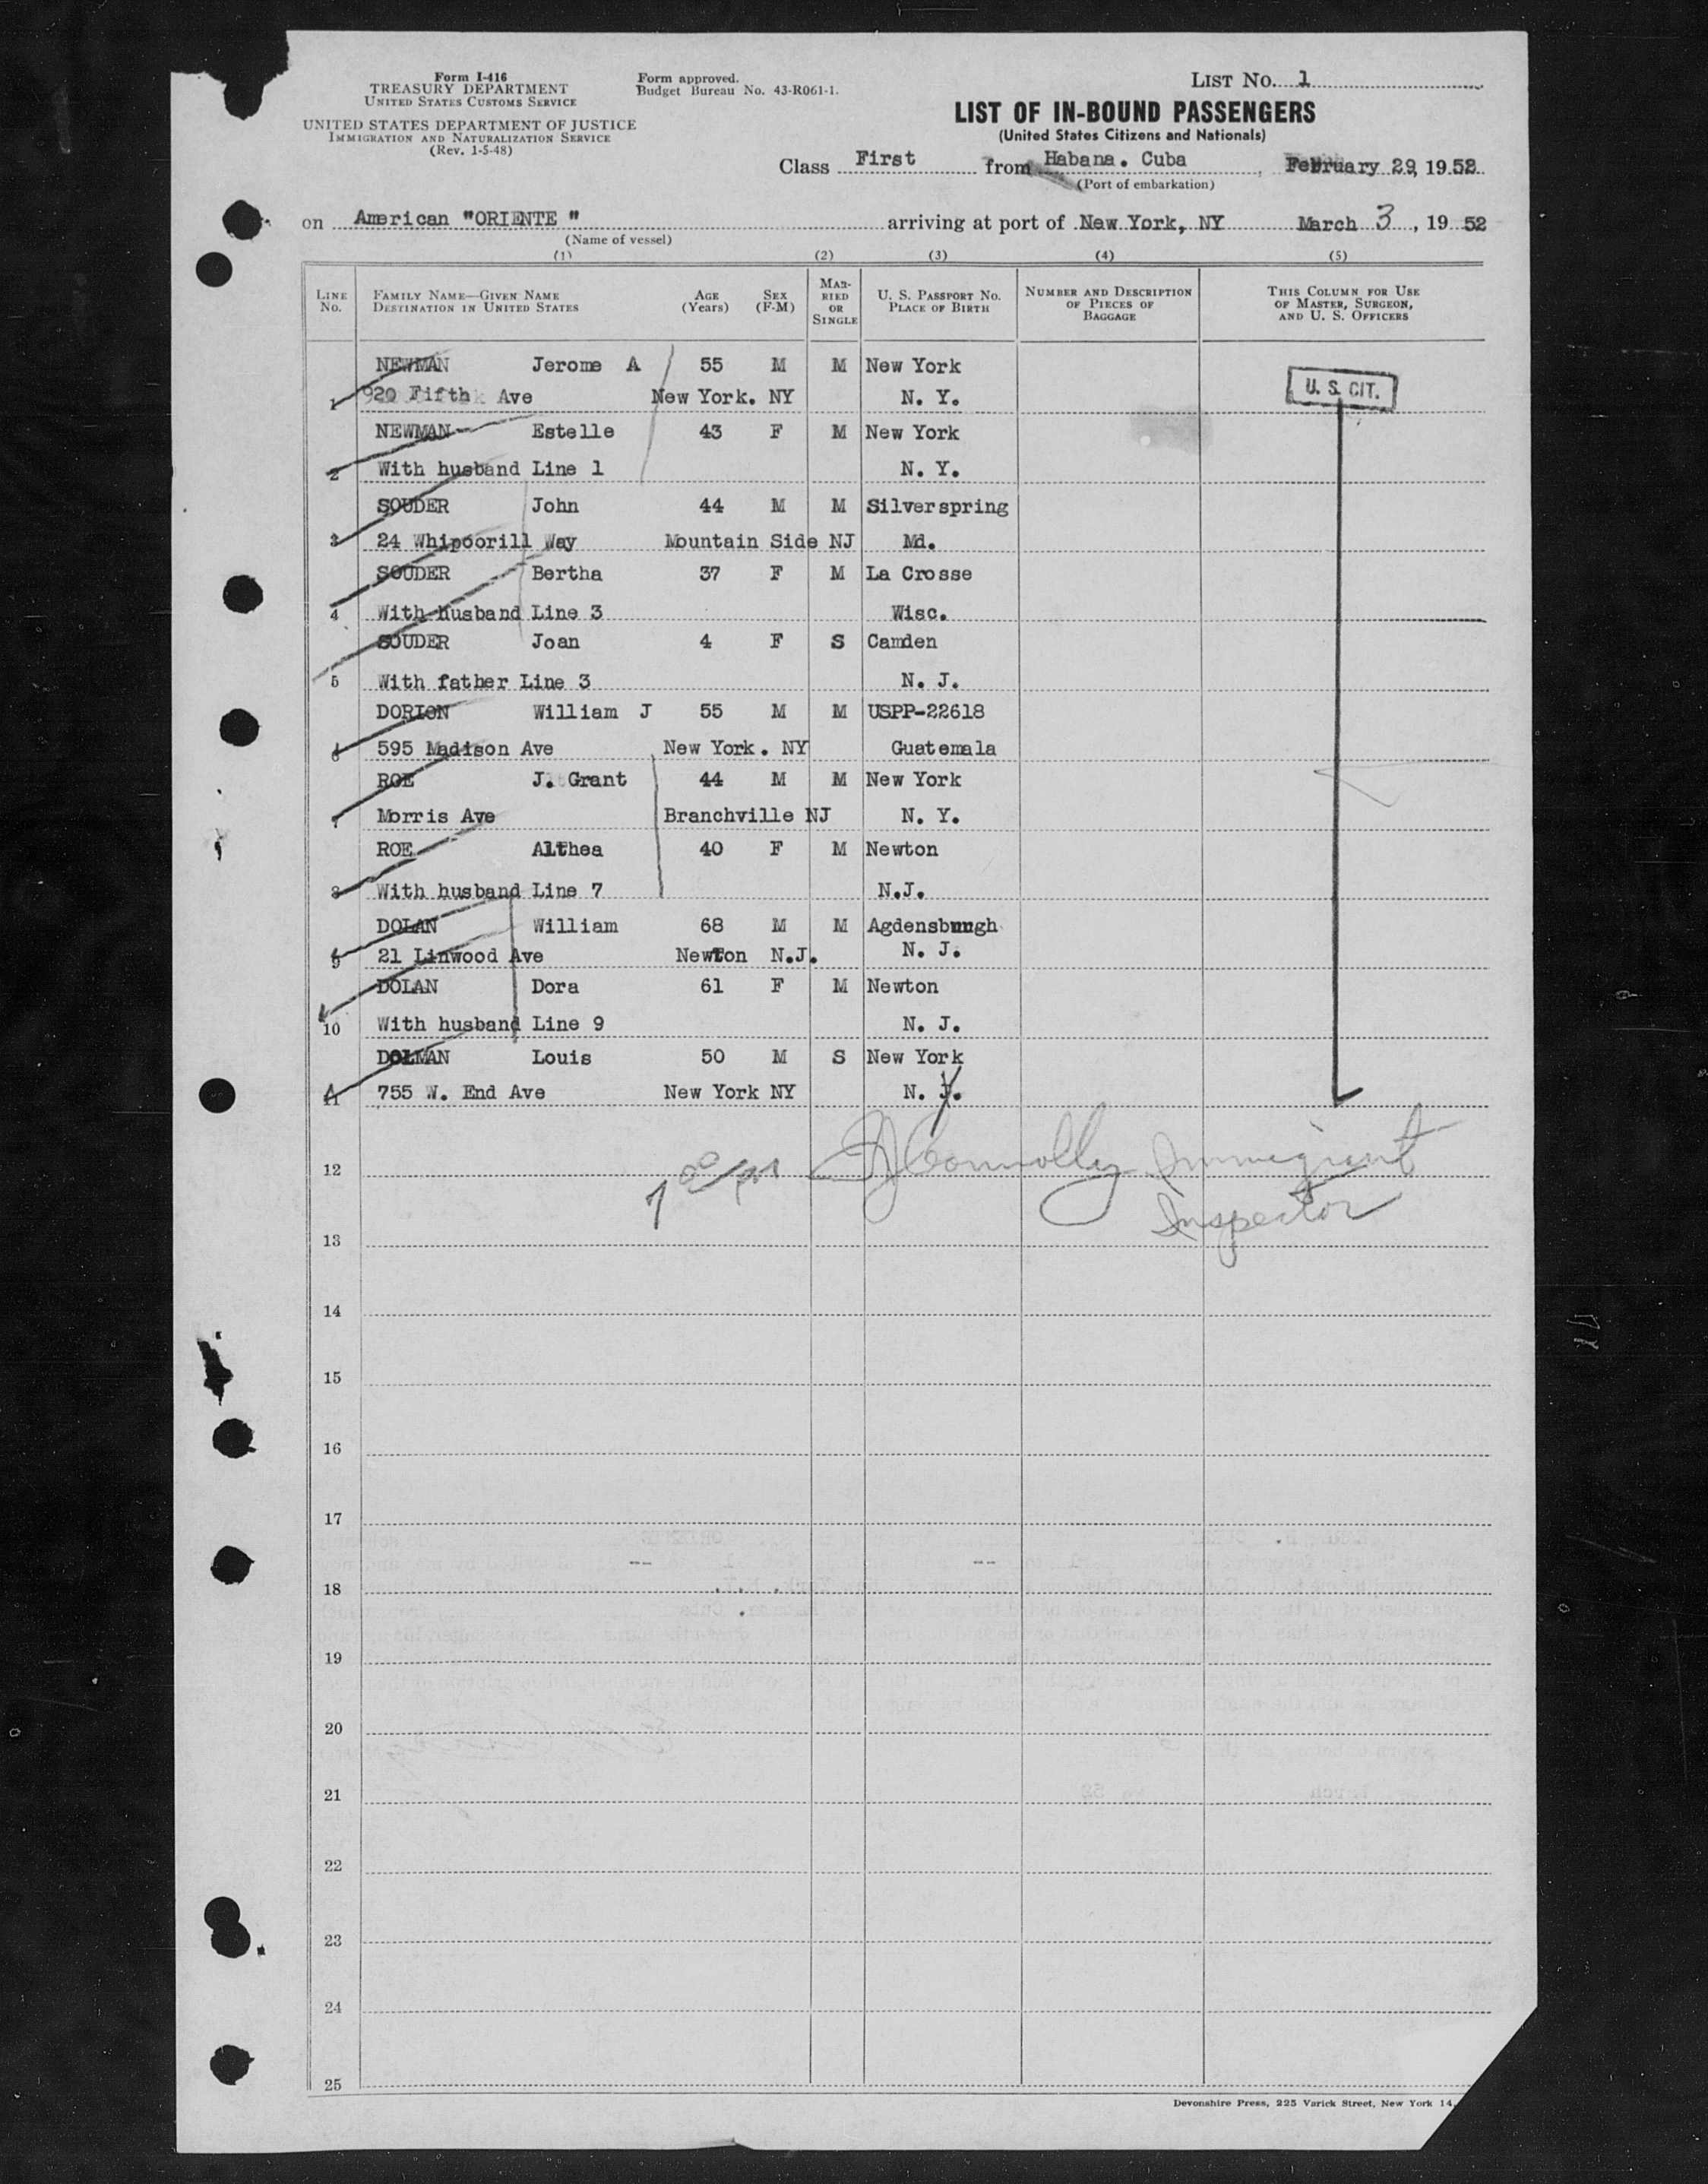 Form I-416
TREASURY DEPARTMENT
UNITED STATES CUSTOMS SERVICE
UNITED STATES DEPARTMENT OF JUSTICE
IMMIGRATION AND NATURALIZATION SERVICE
(Rev. 1-5-48)
Form approved.
Budget Bureau No. 43-R061-1.
LIST NO. 1
LIST OF IN-BOUND PASSENGERS
(United States Citizens and Nationals)
Class First from Habana. Cuba, February 29, 1952
(Port of embarkation)
on American "ORIENTE " arriving at port of New York, NY March 3, 19 52
(Name of vessel)
(1) (2) (3) (4) (5)
LINE No. FAMILY NAME—GIVEN NAME DESTINATION IN UNITED STATES AGE (Years) SEX (F-M) MARRIED OR SINGLE U. S. PASSPORT NO. PLACE OF BIRTH NUMBER AND DESCRIPTION OF PIECES OF BAGGAGE THIS COLUMN FOR USE OF MASTER, SURGEON, AND U. S. OFFICERS
NEWMAN Jerome A 55 M M New York
1 920 Fifth Ave New York. NY N. Y. U. S. CIT.
NEWMAN Estelle 43 F M New York
2 With husband Line 1 N. Y.
SOUDER John 44 M M Silverspring
3 24 Whipoorill Way Mountain Side NJ Md.
SOUDER Bertha 37 F M La Crosse
4 With husband Line 3 Wisc.
SOUDER Joan 4 F S Camden
5 With father Line 3 N. J.
DORION William J 55 M M USPP-22618
6 595 Madison Ave New York. NY Guatemala
ROE J. Grant 44 M M New York
7 Morris Ave Branchville NJ N. Y.
ROE Althea 40 F M Newton
8 With husband Line 7 N.J.
DOLAN William 68 M M Agdensburgh
9 21 Linwood Ave Newton N.J. N. J.
DOLAN Dora 61 F M Newton
10 With husband Line 9 N. J.
DOLMAN Louis 50 M S New York
11 755 W. End Ave New York NY N. Y.
12 Connolly Immigrant
Inspector
13
14
15
16
17
18
19
20
21
22
23
24
25
Devonshire Press, 225 Varick Street, New York 14,